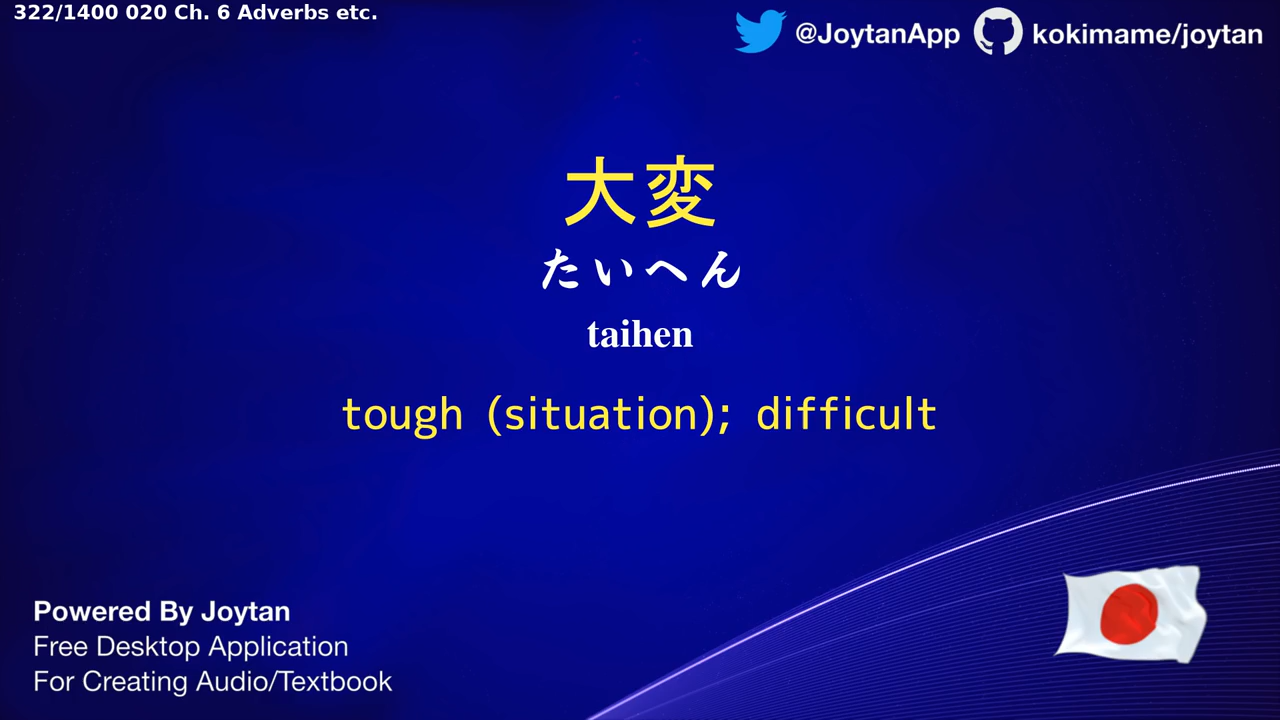 322/1400 020 Ch. 6 Adverbs etc.
@JoytanApp kokimame/joytan
大変
たいへん
taihen
tough (situation); difficult
Powered By Joytan
Free Desktop Application
For Creating Audio/Textbook